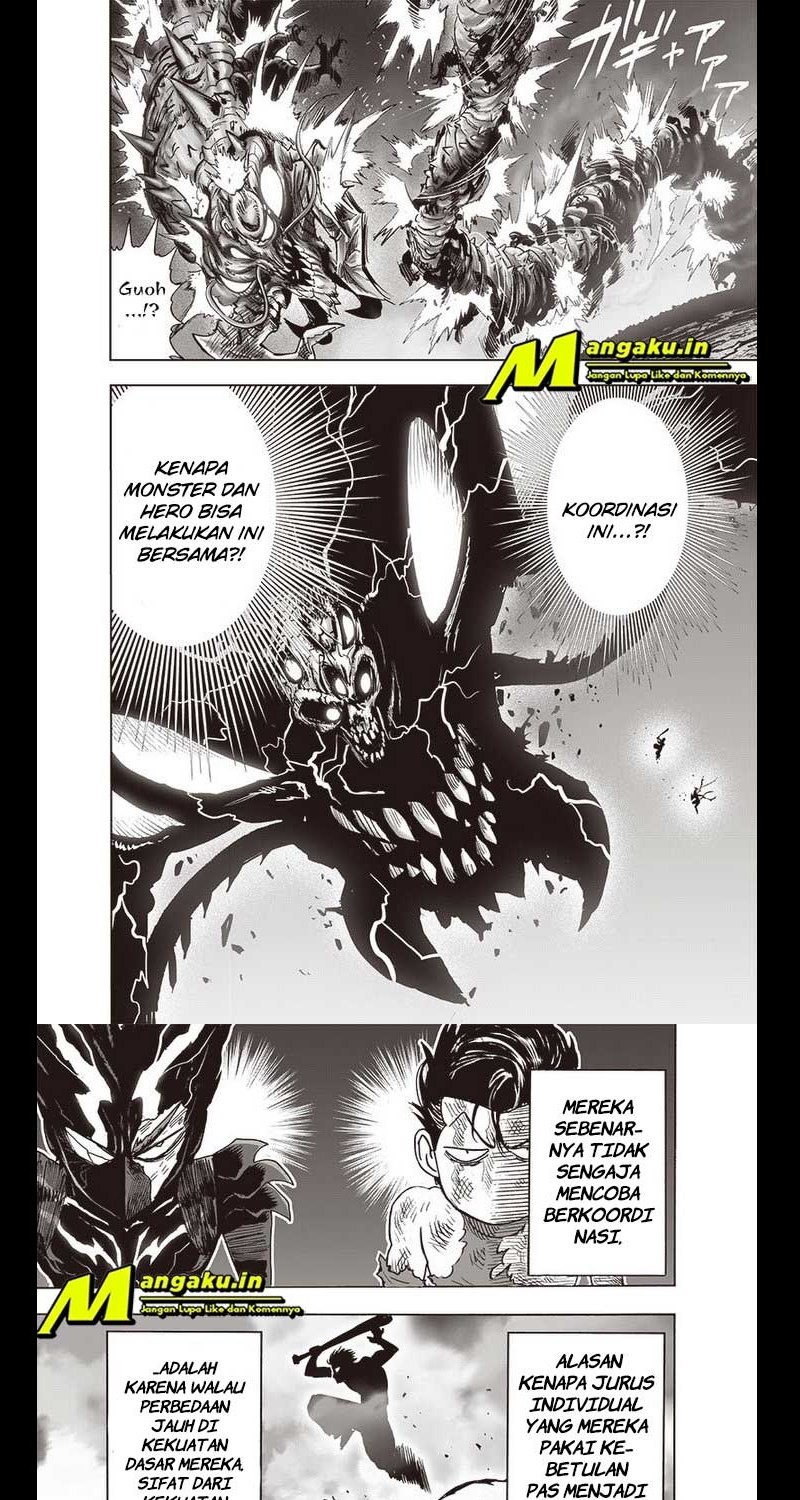 ガギャアアア
Guoh
...!?
Mangaku.in
Jangan Lupa Like dan Komennya
KOORDINASI
INI...?!
KENAPA
MONSTER DAN
HERO BISA
MELAKUKAN INI
BERSAMA?!
MEREKA
SEBENAR-
NYA TIDAK
SENGAJA
MENCOBA
BERKOORDI
NASI.
Mangaku.in
Jangan Lupa Like dan Komennya
ALASAN
KENAPA JURUS
INDIVIDUAL
YANG MEREKA
PAKAI KE-
BETULAN
PAS MENJADI
...ADALAH
KARENA WALAU
PERBEDAAN
JAUH DI
KEKUATAN
DASAR MEREKA.
SIFAT DARI
KEKUATAN